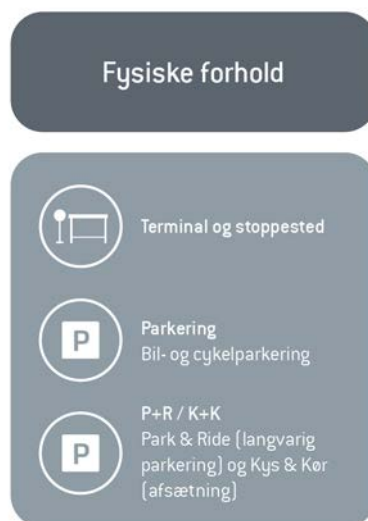 Fysiske forhold
Terminal og stoppested
P
Parkering
Bil- og cykelparkering
P
P+R / K+K
Park & Ride (langvarig
parkering) og Kys & Kør
(afsætning)